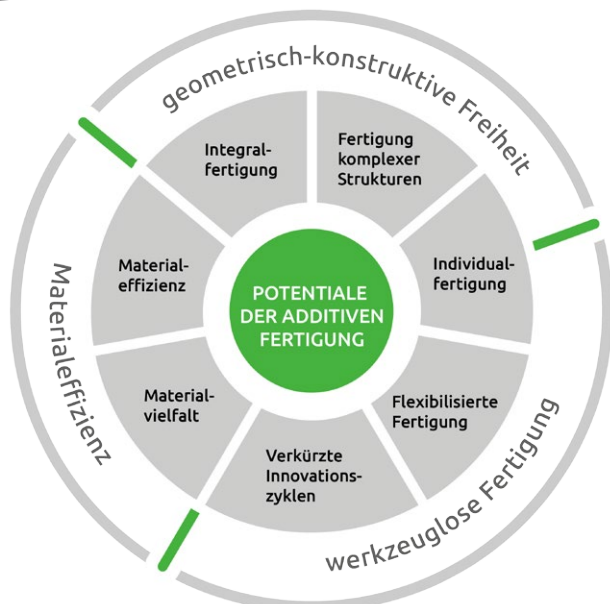 geometrisch-konstruktive Freiheit
Integral-
fertigung
Fertigung
komplexer
Strukturen
Individual-
fertigung
Flexibilisierte
Fertigung
Verkürzte
Innovations-
zyklen
Material-
vielfalt
Material-
effizienz
POTENTIALE
DER ADDITIVEN
FERTIGUNG
werkzeuglose Fertigung
Materialeffizienz